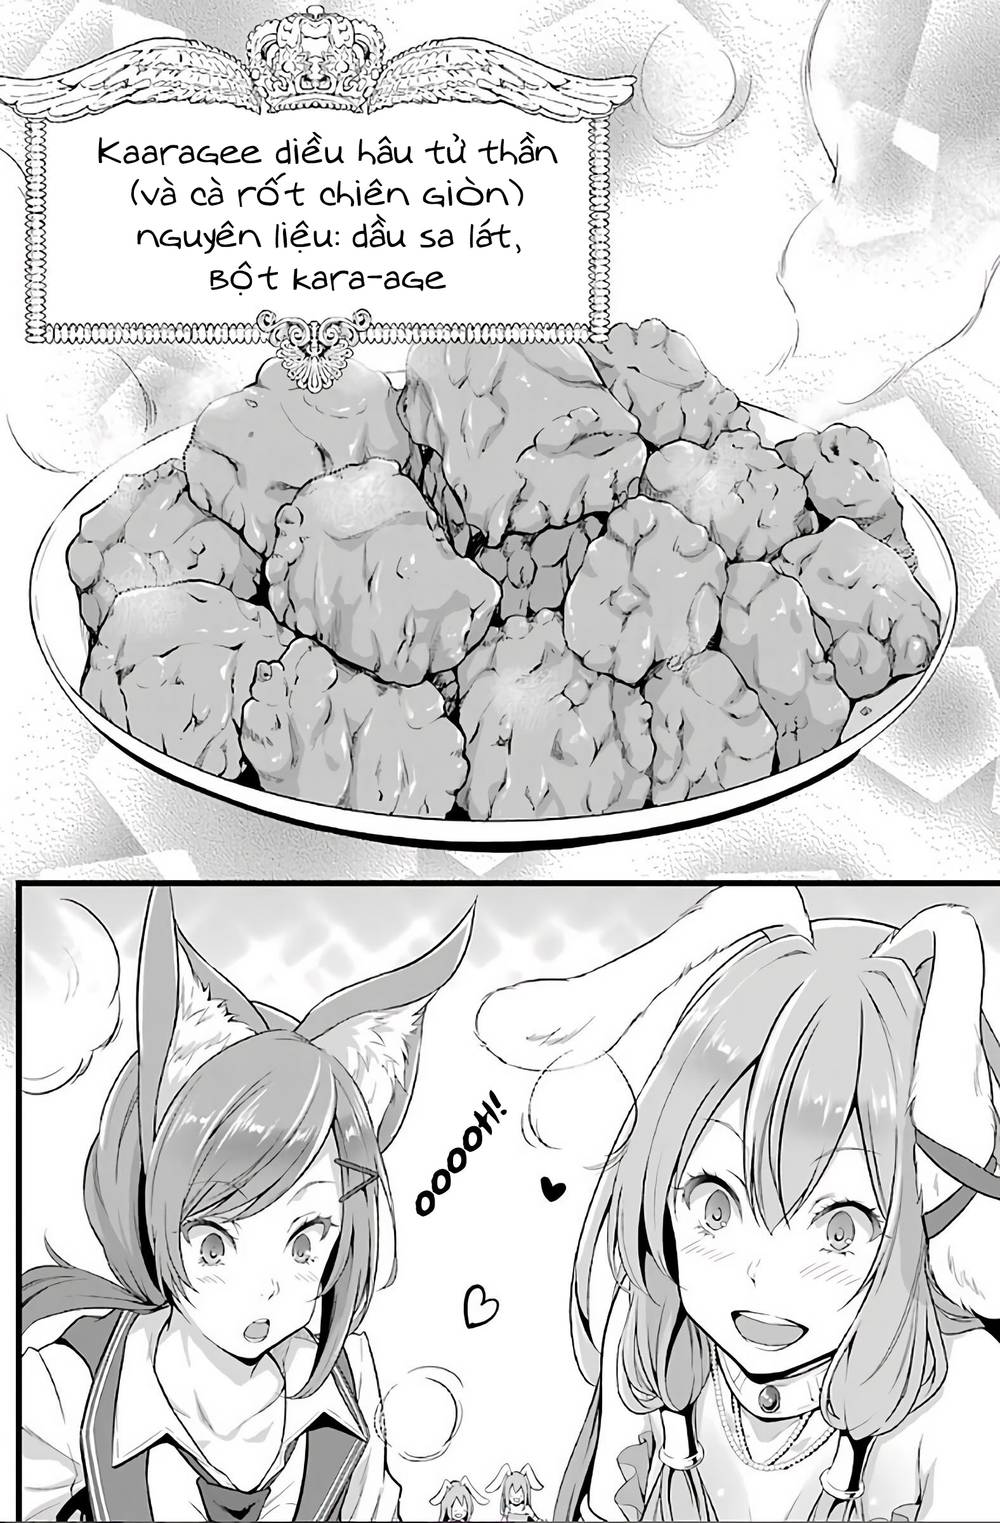 Kaaragee diều hâu tử thần
(và cà rốt chiên giòn)
nguyên liệu: dầu sa lát,
Bột kara-age
OOOOH!